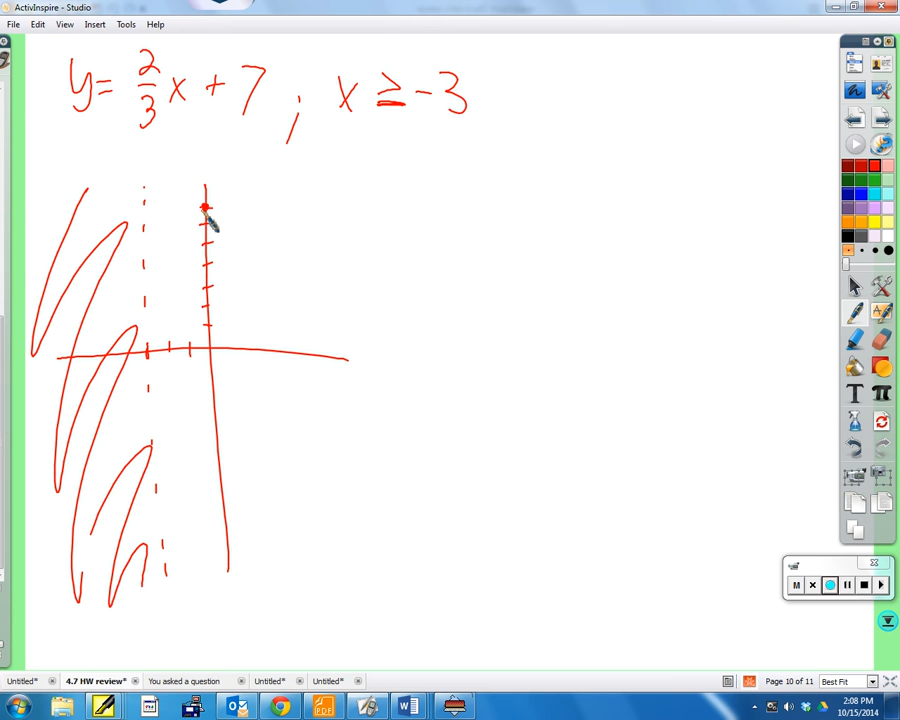 ActivInspire - Studio
File Edit View Insert Tools Help
y = 2/3 x + 7 ; x ≥ -3
M
Untitled* 4.7 HW review* You asked a question Untitled* Untitled* Page 10 of 11 Best Fit
2:08 PM
10/15/2014